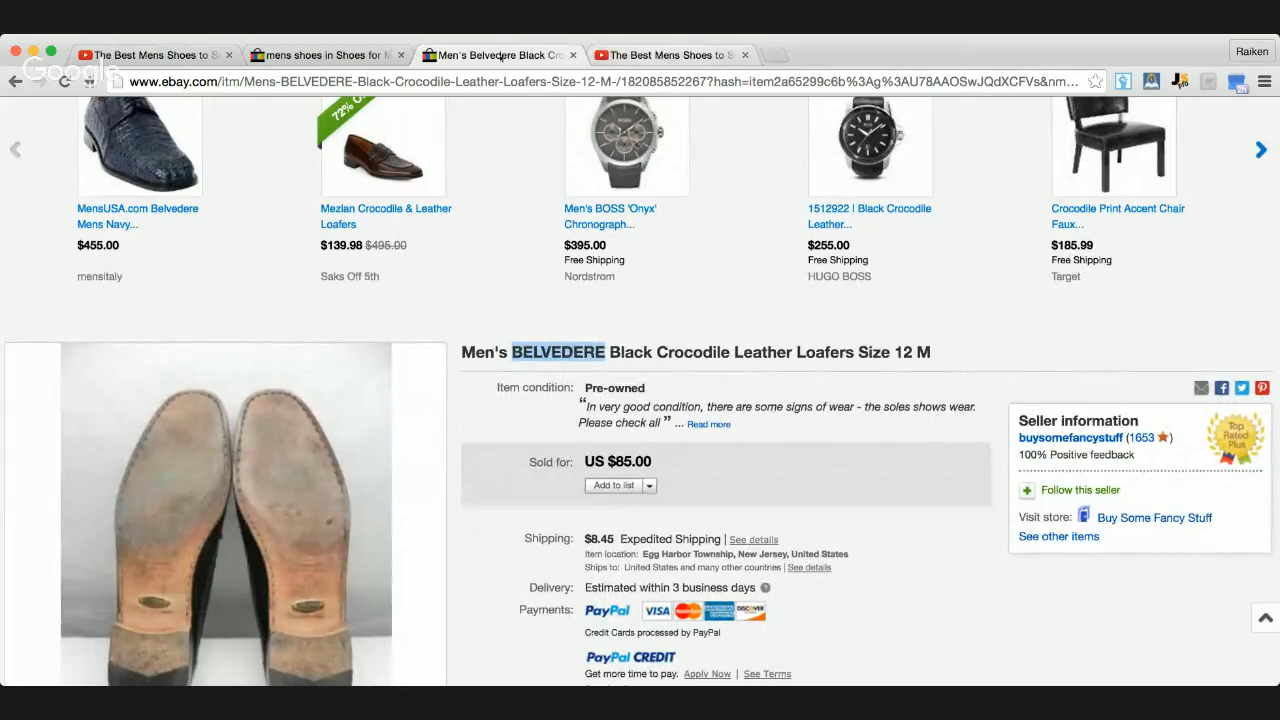 The Best Mens Shoes to S
mens shoes in Shoes for M
Men's Belvedere Black Cro
The Best Mens Shoes to S
Raiken
Google
www.ebay.com/itm/Mens-BELVEDERE-Black-Crocodile-Leather-Loafers-Size-12-M-/182085852267?hash=item2a6529c6b3%3Ag%3AU78AAOSwJQdXCFVs&nm...
72%
MensUSA.com Belvedere
Mens Navy...
$455.00
mensitaly
Mezlan Crocodile & Leather
Loafers
$139.98 $495.00
Saks Off 5th
Men's BOSS 'Onyx'
Chronograph...
$395.00
Free Shipping
Nordstrom
1512922 | Black Crocodile
Leather...
$255.00
Free Shipping
HUGO BOSS
Crocodile Print Accent Chair
Faux...
$185.99
Free Shipping
Target
Men's BELVEDERE Black Crocodile Leather Loafers Size 12 M
Item condition: Pre-owned
“In very good condition, there are some signs of wear - the soles shows wear.
Please check all ” ... Read more
Sold for: US $85.00
Add to list
Shipping: $8.45 Expedited Shipping | See details
Item location: Egg Harbor Township, New Jersey, United States
Ships to: United States and many other countries | See details
Delivery: Estimated within 3 business days
Payments: PayPal VISA MasterCard DISCOVER
Credit Cards processed by PayPal
PayPal CREDIT
Get more time to pay. Apply Now | See Terms
Seller information
buysomefancystuff (1653)
100% Positive feedback
Top
Rated
Plus
Follow this seller
Visit store: Buy Some Fancy Stuff
See other items